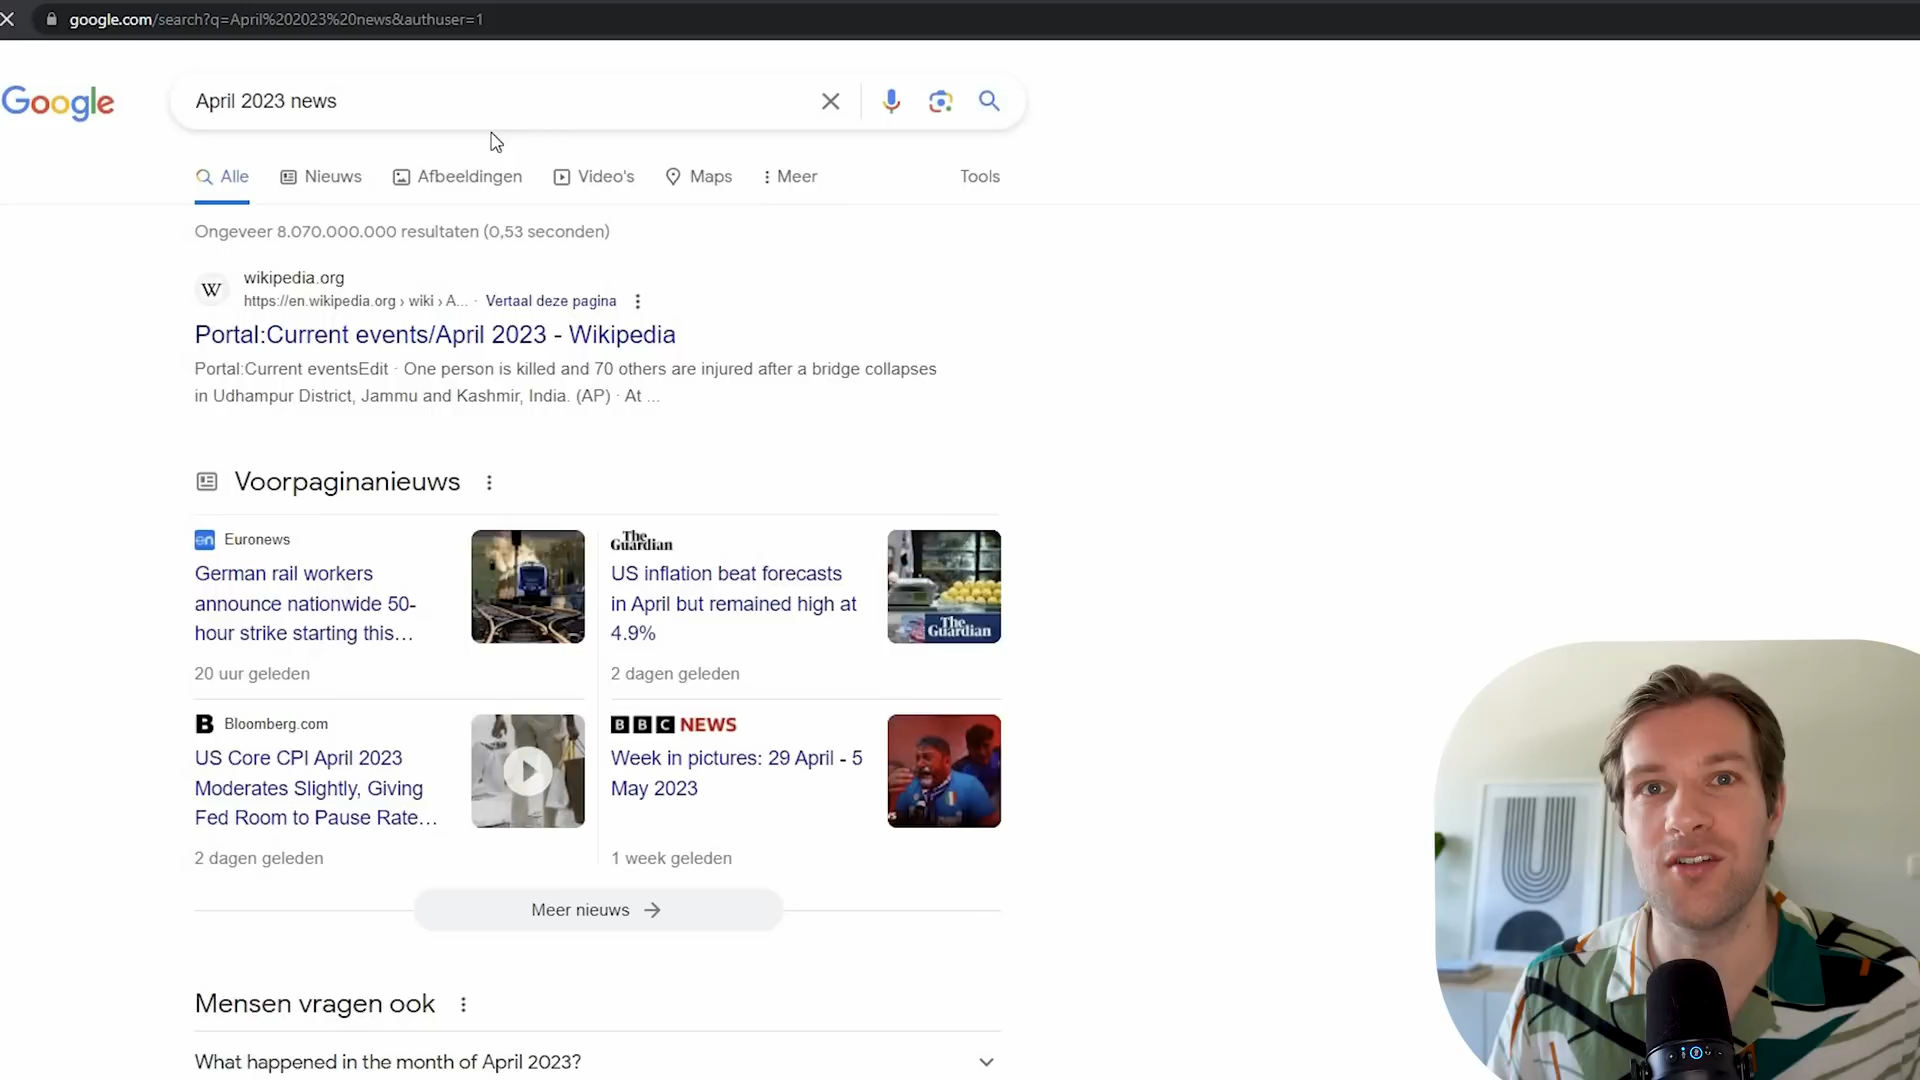 google.com/search?q=April%202023%20news&authuser=1
Google
April 2023 news
Alle
Nieuws
Afbeeldingen
Video's
Maps
Meer
Tools
Ongeveer 8.070.000.000 resultaten (0,53 seconden)
W
wikipedia.org
https://en.wikipedia.org › wiki › A... · Vertaal deze pagina
Portal:Current events/April 2023 - Wikipedia
Portal:Current eventsEdit · One person is killed and 70 others are injured after a bridge collapses
in Udhampur District, Jammu and Kashmir, India. (AP) · At ...
Voorpaginanieuws
en Euronews
German rail workers
announce nationwide 50-
hour strike starting this...
20 uur geleden
The
Guardian
US inflation beat forecasts
in April but remained high at
4.9%
The
Guardian
2 dagen geleden
B Bloomberg.com
US Core CPI April 2023
Moderates Slightly, Giving
Fed Room to Pause Rate...
2 dagen geleden
BBC NEWS
Week in pictures: 29 April - 5
May 2023
1 week geleden
Meer nieuws
Mensen vragen ook
What happened in the month of April 2023?